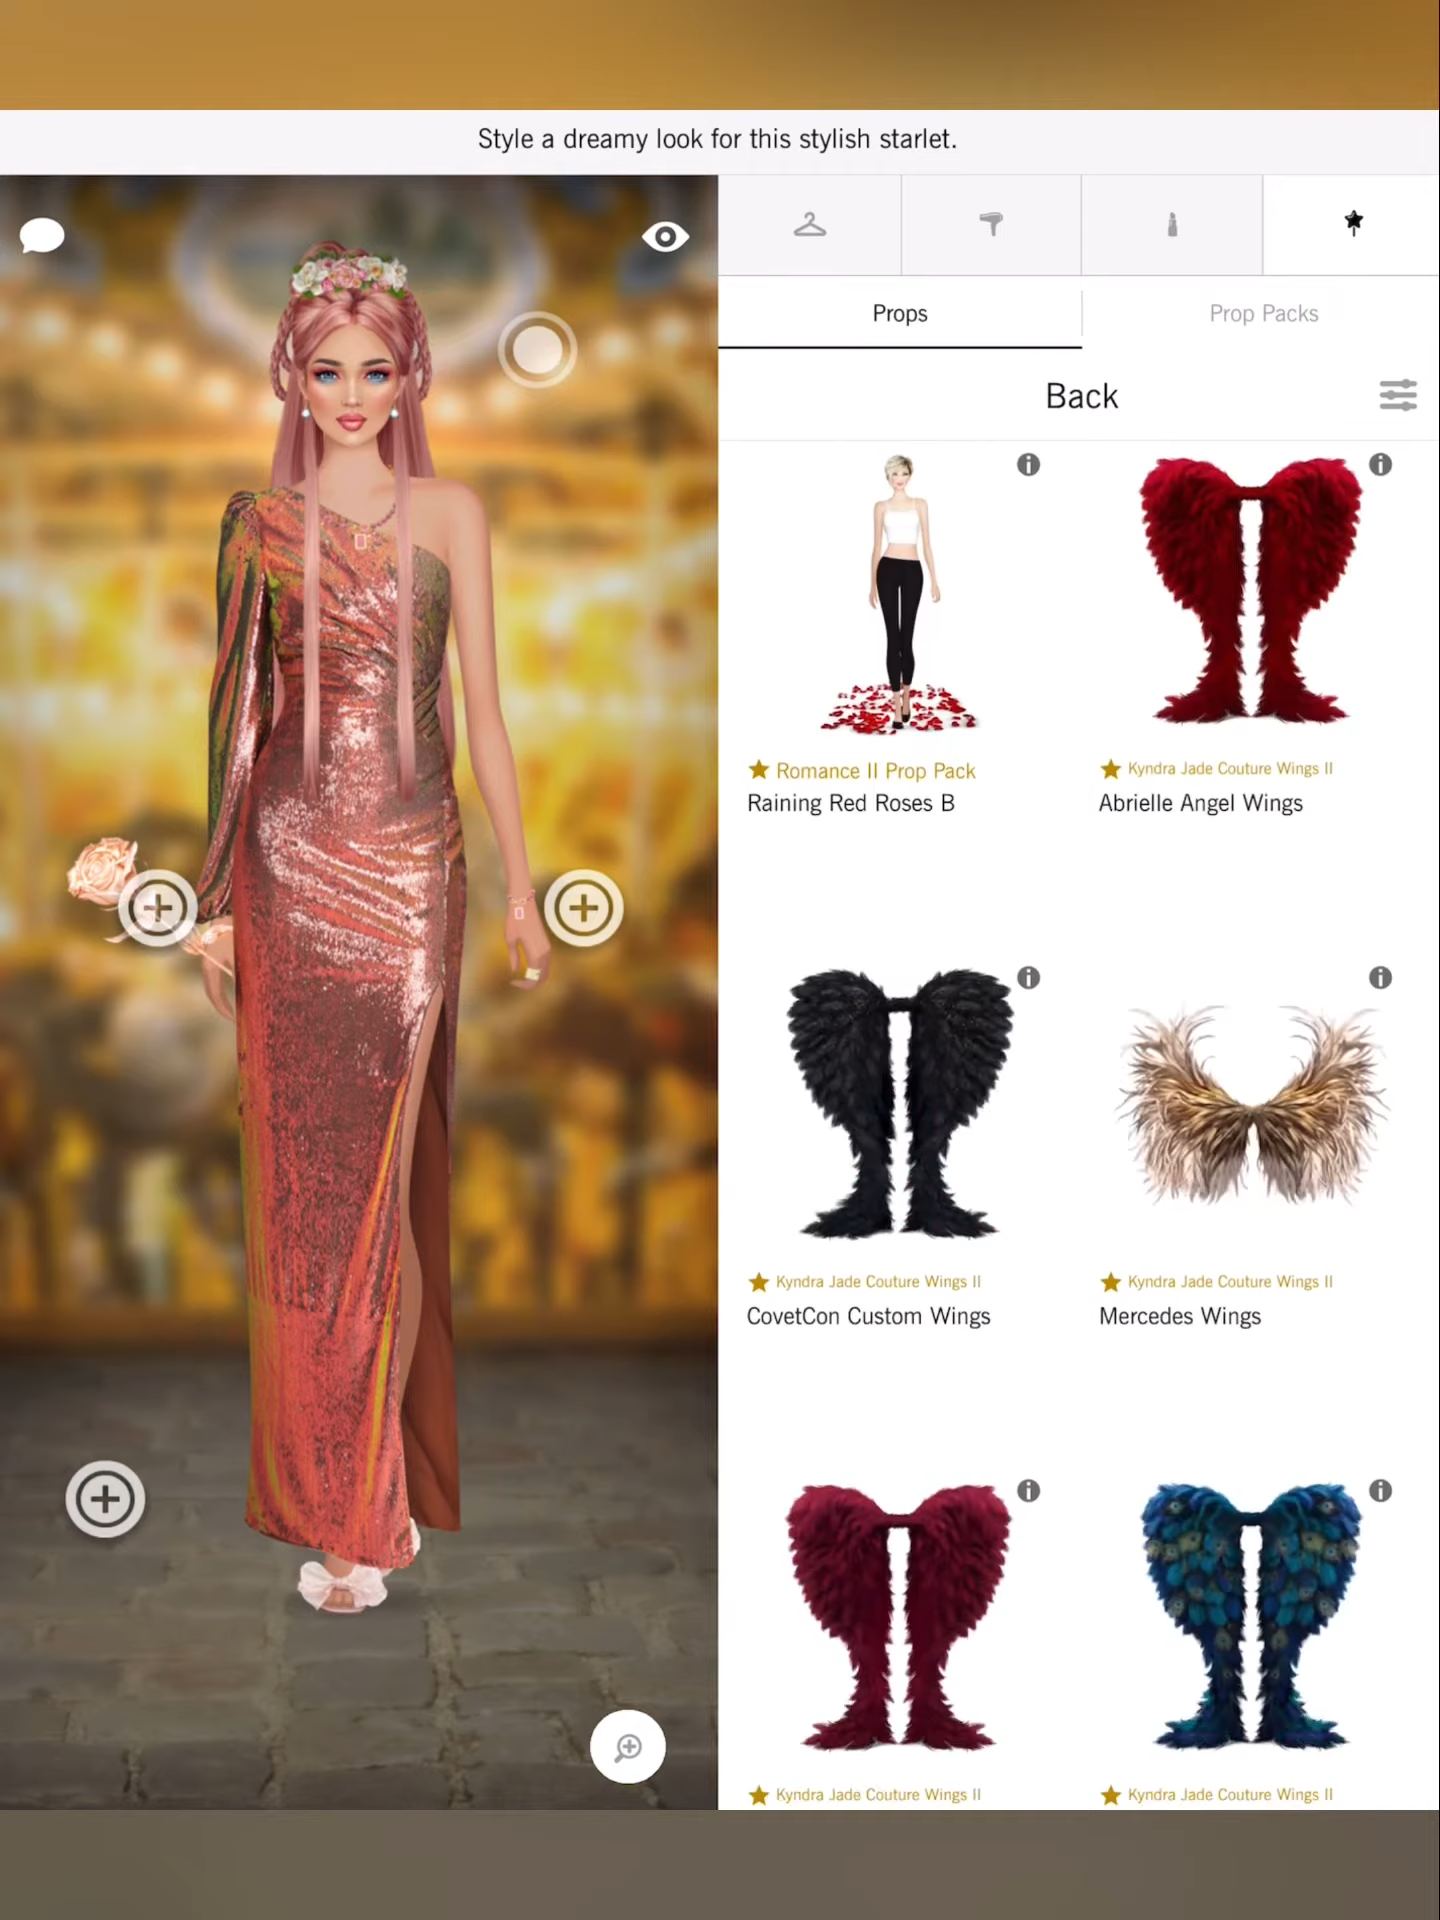 Style a dreamy look for this stylish starlet.
Props
Prop Packs
Back
Romance II Prop Pack
Raining Red Roses B
Kyndra Jade Couture Wings II
Abrielle Angel Wings
Kyndra Jade Couture Wings II
CovetCon Custom Wings
Kyndra Jade Couture Wings II
Mercedes Wings
Kyndra Jade Couture Wings II
Kyndra Jade Couture Wings II